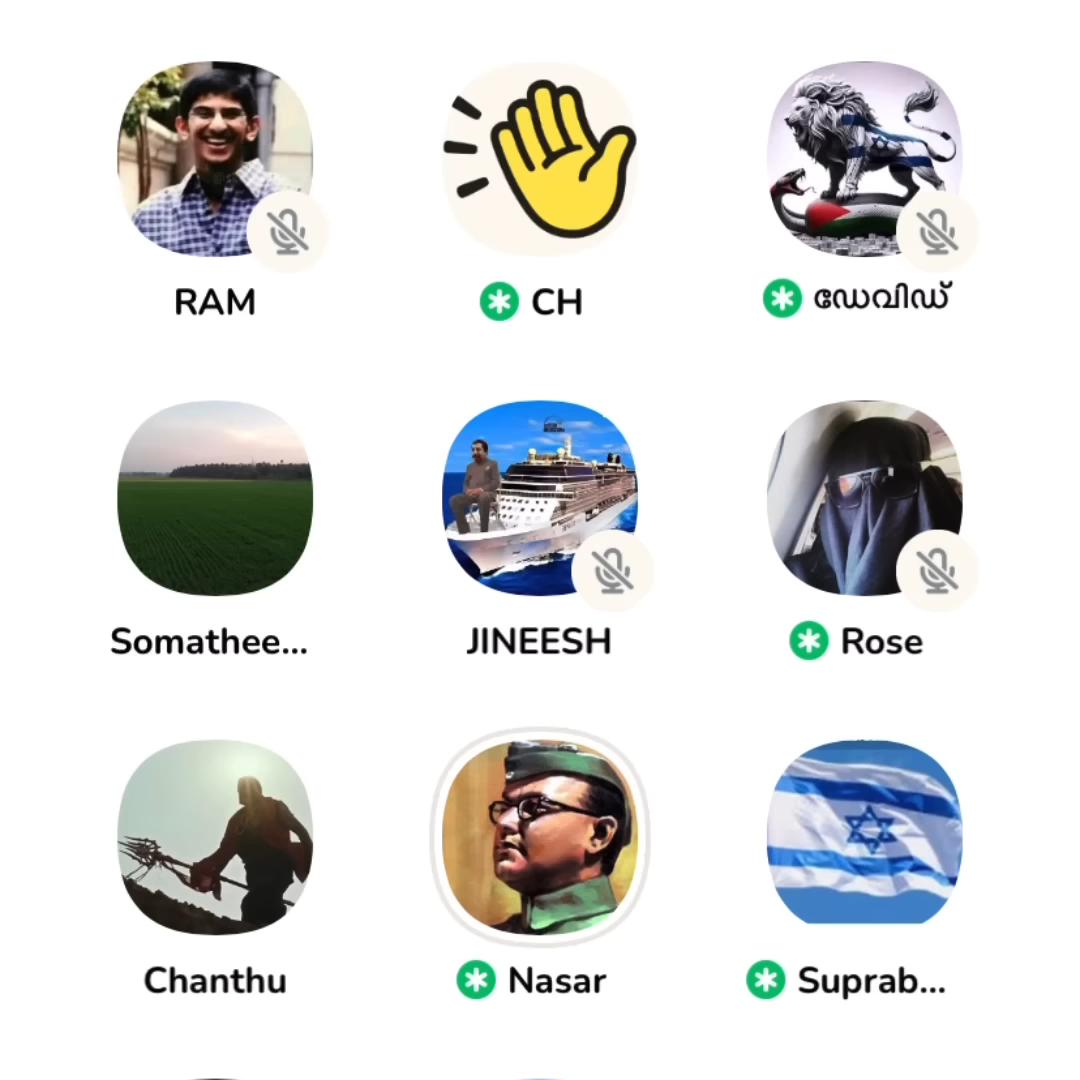 RAM
CH
ഡേവിഡ്
Somathee...
JINEESH
Rose
Chanthu
Nasar
Suprab...